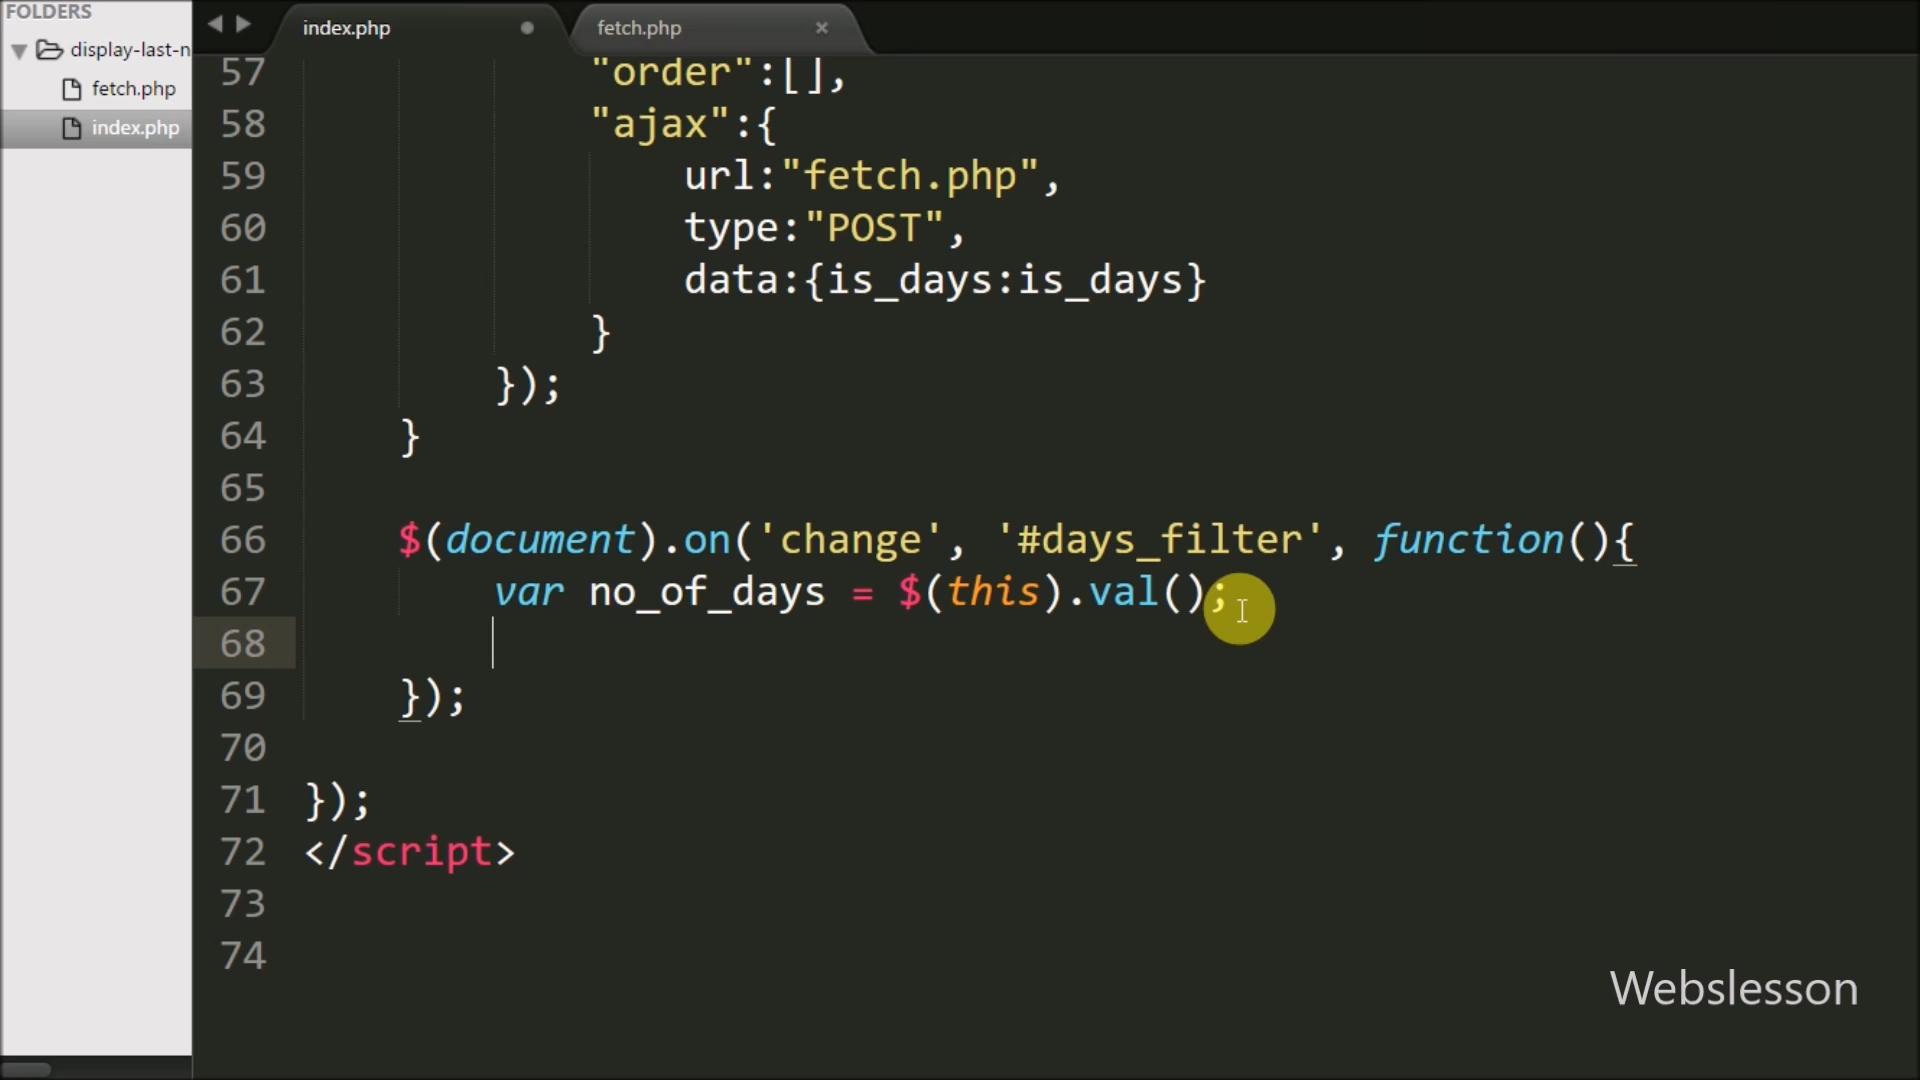 FOLDERS
display-last-n
fetch.php
index.php
index.php
fetch.php
57 "order":[],
58 "ajax":{
59 url:"fetch.php",
60 type:"POST",
61 data:{is_days:is_days}
62 }
63 });
64 }
65
66 $(document).on('change', '#days_filter', function(){
67 var no_of_days = $(this).val();
68
69 });
70
71 });
72 </script>
73
74
Webslesson